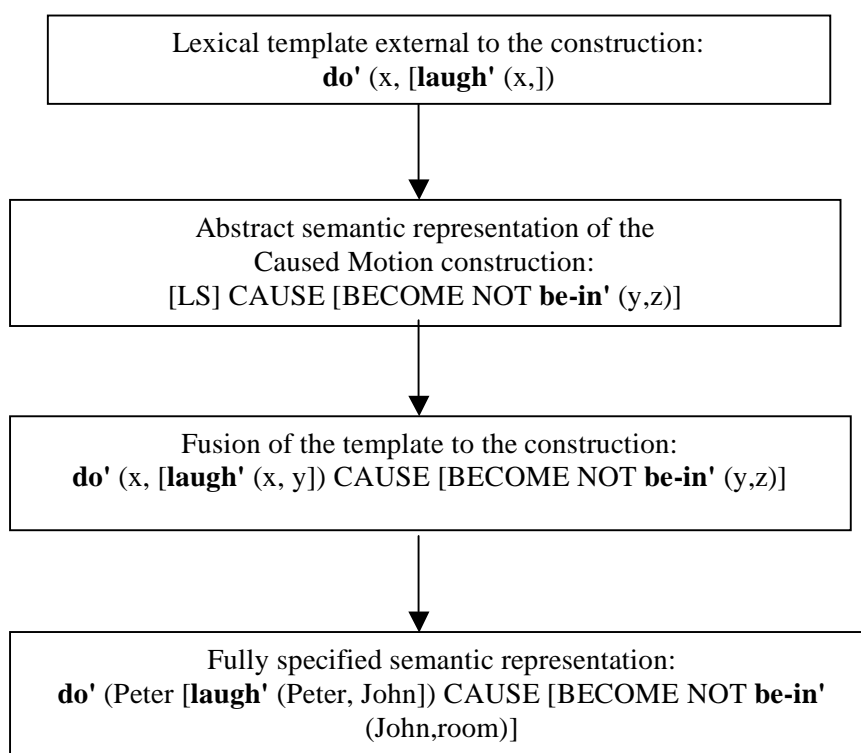 Lexical template external to the construction:
do' (x, [laugh' (x,])
Abstract semantic representation of the
Caused Motion construction:
[LS] CAUSE [BECOME NOT be-in' (y,z)]
Fusion of the template to the construction:
do' (x, [laugh' (x, y]) CAUSE [BECOME NOT be-in' (y,z)]
Fully specified semantic representation:
do' (Peter [laugh' (Peter, John]) CAUSE [BECOME NOT be-in'
(John,room)]